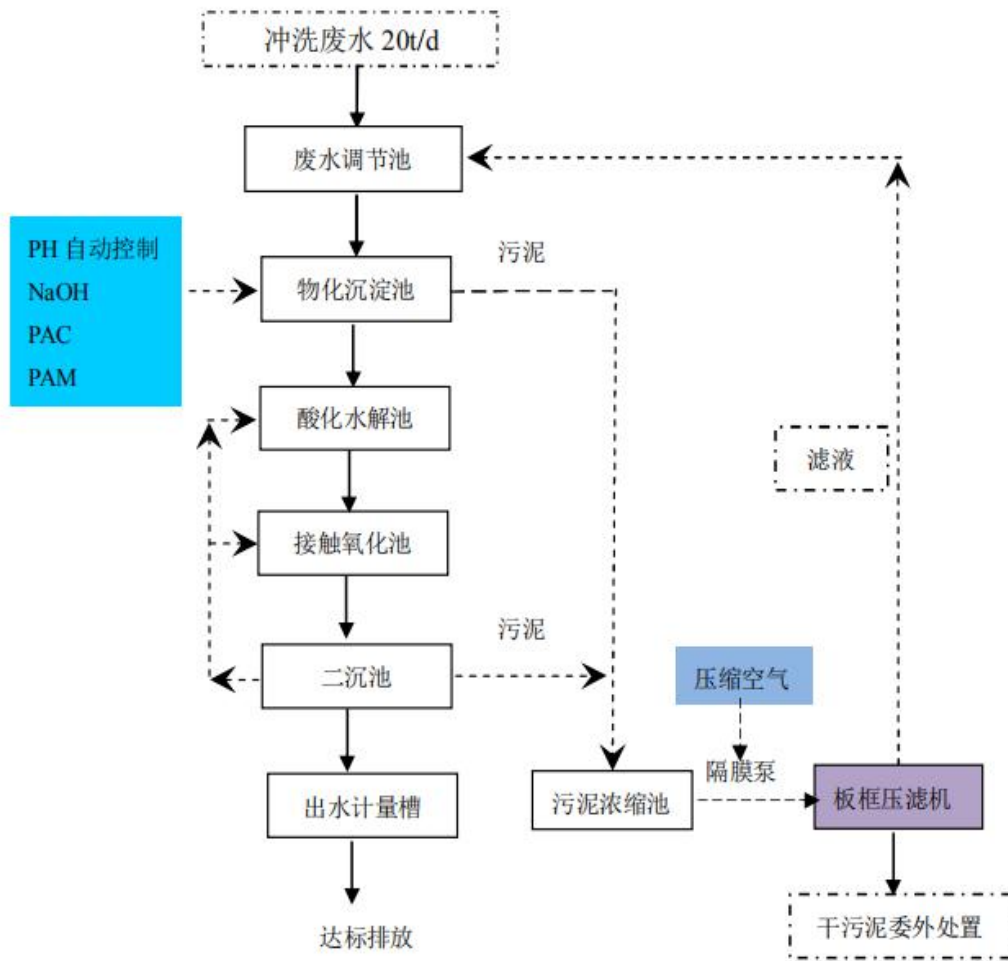 冲洗废水 20t/d
废水调节池
PH 自动控制
NaOH
PAC
PAM
污泥
物化沉淀池
酸化水解池
滤液
接触氧化池
污泥
二沉池
压缩空气
隔膜泵
出水计量槽
污泥浓缩池
板框压滤机
达标排放
干污泥委外处置